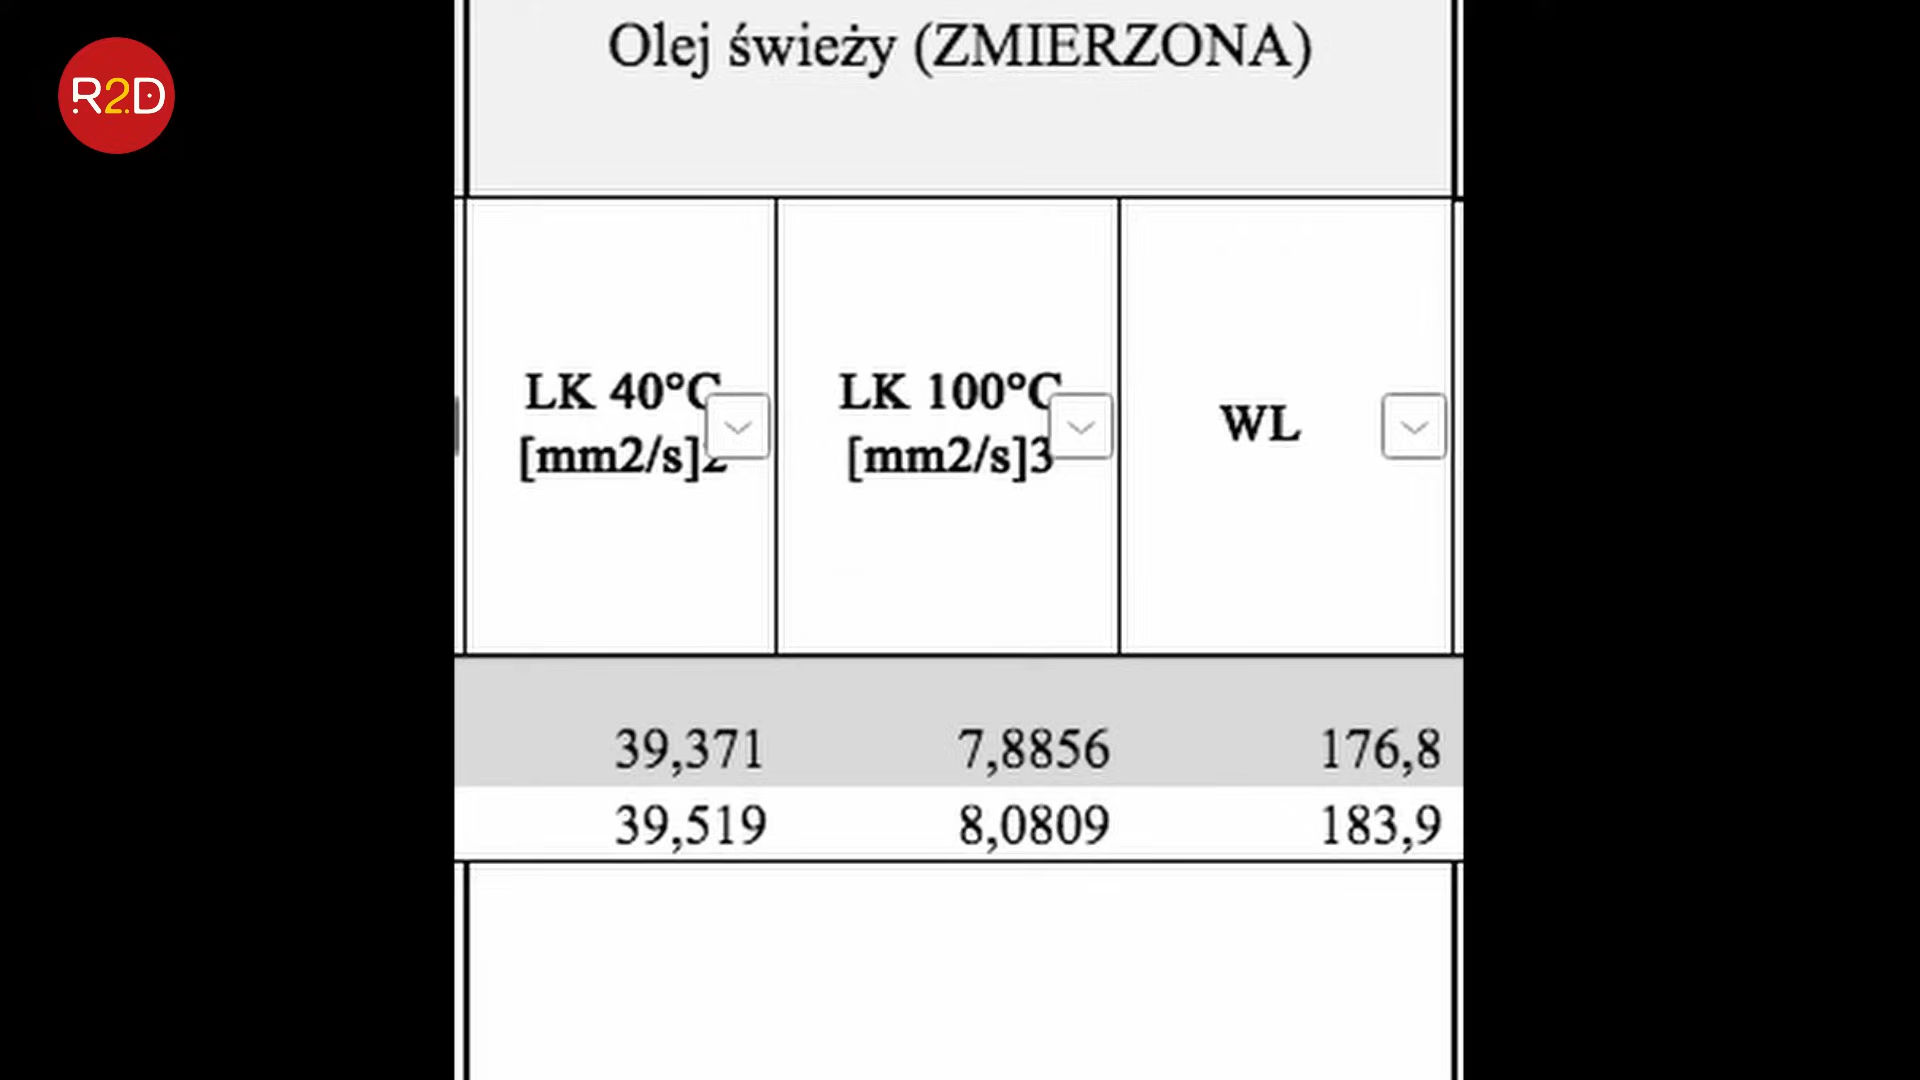 R2D
Olej świeży (ZMIERZONA)
LK 40°C
[mm2/s]2
LK 100°C
[mm2/s]3
WL
39,371 7,8856 176,8
39,519 8,0809 183,9